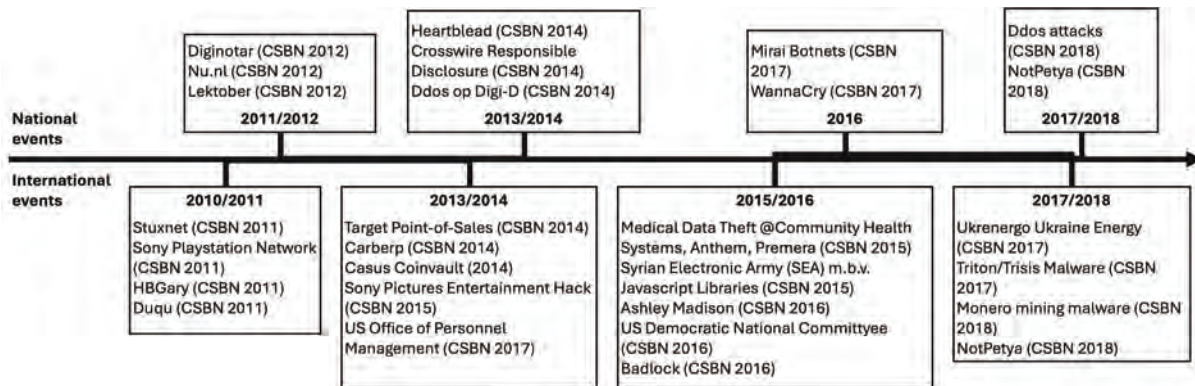 Diginotar (CSBN 2012)
Nu.nl (CSBN 2012)
Lektober (CSBN 2012)
2011/2012
Heartblead (CSBN 2014)
Crosswire Responsible
Disclosure (CSBN 2014)
Ddos op Digi-D (CSBN 2014)
2013/2014
Mirai Botnets (CSBN
2017)
WannaCry (CSBN 2017)
2016
Ddos attacks
(CSBN 2018)
NotPetya (CSBN
2018)
2017/2018
National
events
International
events
2010/2011
Stuxnet (CSBN 2011)
Sony Playstation Network
(CSBN 2011)
HBGary (CSBN 2011)
Duqu (CSBN 2011)
2013/2014
Target Point-of-Sales (CSBN 2014)
Carberp (CSBN 2014)
Casus Coinvault (2014)
Sony Pictures Entertainment Hack
(CSBN 2015)
US Office of Personnel
Management (CSBN 2017)
2015/2016
Medical Data Theft @Community Health
Systems, Anthem, Premera (CSBN 2015)
Syrian Electronic Army (SEA) m.b.v.
Javascript Libraries (CSBN 2015)
Ashley Madison (CSBN 2016)
US Democratic National Committyee
(CSBN 2016)
Badlock (CSBN 2016)
2017/2018
Ukrenergo Ukraine Energy
(CSBN 2017)
Triton/Trisis Malware (CSBN
2017)
Monero mining malware (CSBN
2018)
NotPetya (CSBN 2018)